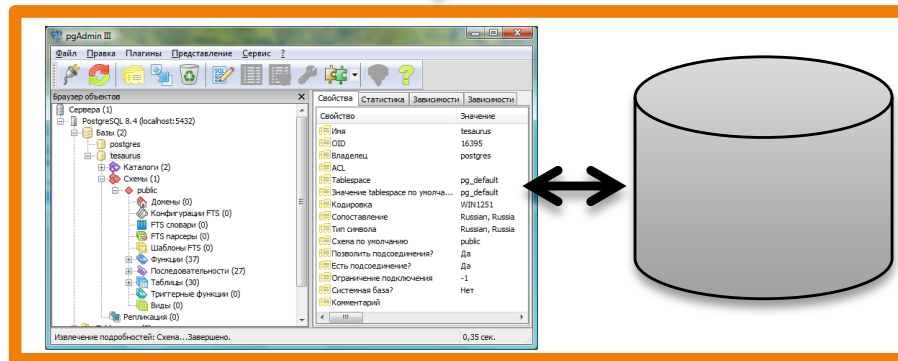 pgAdmin III
Файл Правка Плагины Представление Сервис ?
SQL
Браузер объектов
Сервера (1)
PostgreSQL 8.4 (localhost:5432)
Базы (2)
postgres
tesaurus
Каталоги (2)
Схемы (1)
public
Домены (0)
Конфигурации FTS (0)
FTS словари (0)
FTS парсеры (0)
Шаблоны FTS (0)
Функции (37)
Последовательности (27)
Таблицы (30)
Триггерные функции (0)
Виды (0)
Репликация (0)
Свойства Статистика Зависимости Зависимости
Свойство Значение
Имя tesaurus
OID 16395
Владелец postgres
ACL
Tablespace pg_default
Значение tablespace по умолча... pg_default
Кодировка WIN1251
Сопоставление Russian, Russia
Тип символа Russian, Russia
Схема по умолчанию public
Позволить подсоединения? Да
Есть подсоединение? Да
Ограничение подключения -1
Системная база? Нет
Комментарий
Извлечение подробностей: Схема...Завершено. 0,35 сек.